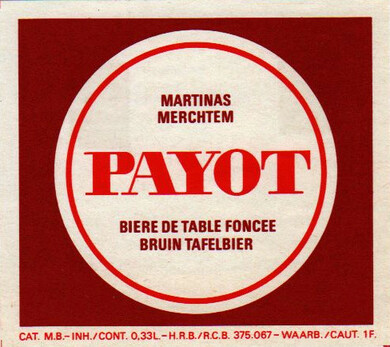 MARTINAS
MERCHTEM
PAYOT
BIERE DE TABLE FONCEE
BRUIN TAFELBIER
CAT. M.B.-INH./CONT. 0,33L.-H.R.B./R.C.B. 375.067-WAARB./CAUT. 1F.